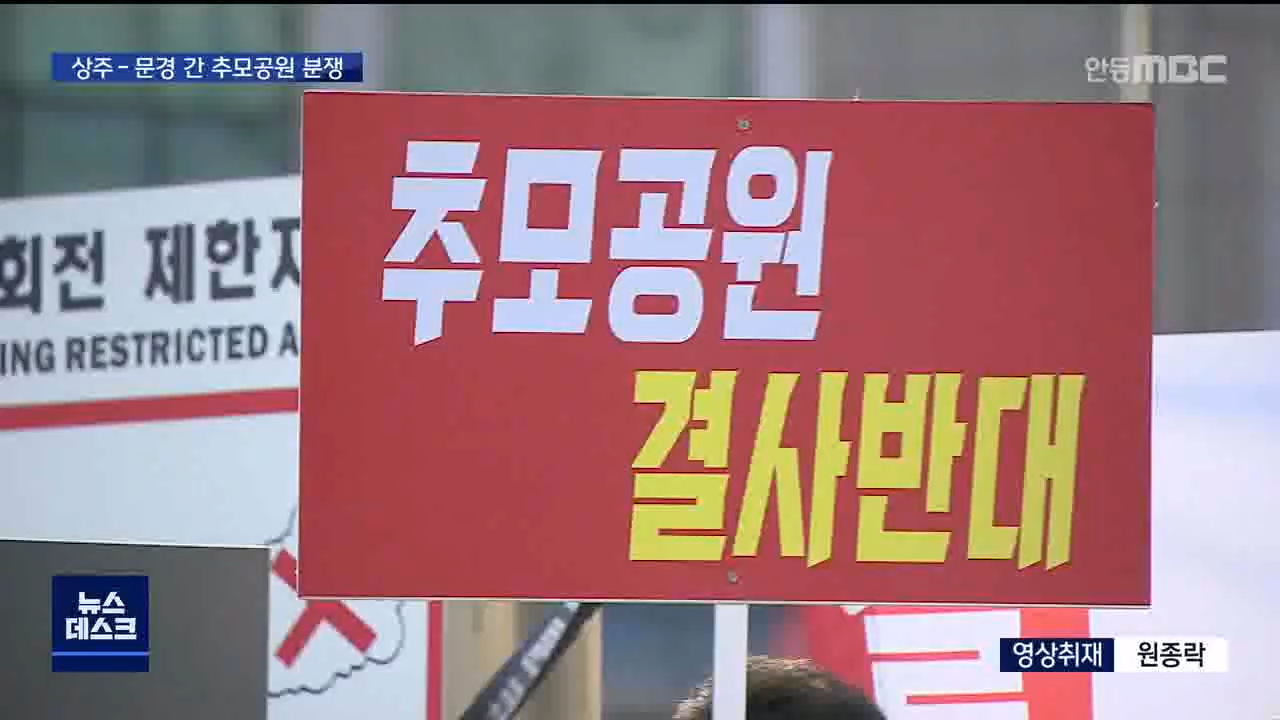 상주 - 문경 간 추모공원 분쟁
안동MBC
추모공원
결사반대
회전 제한
ING RESTRICTED A
뉴스
데스크
영상취재 원종락